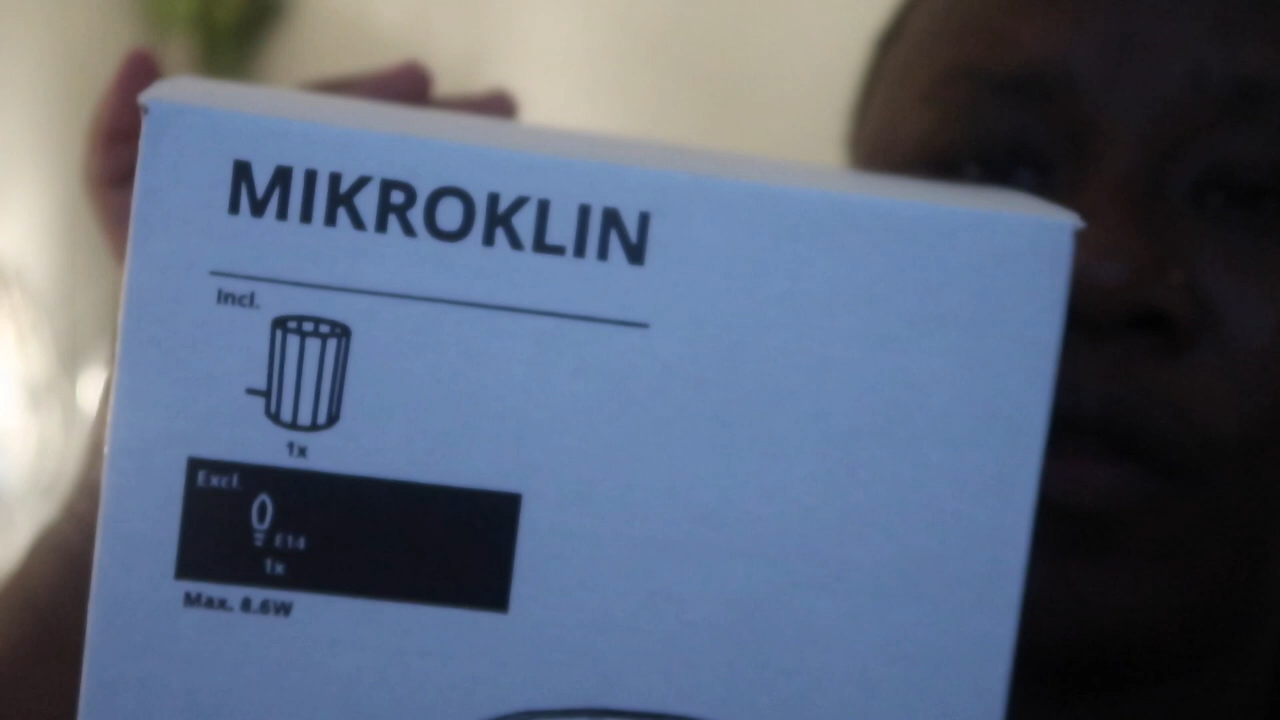 MIKROKLIN
Incl.
1x
Excl.
E14
1x
Max. 8.6W